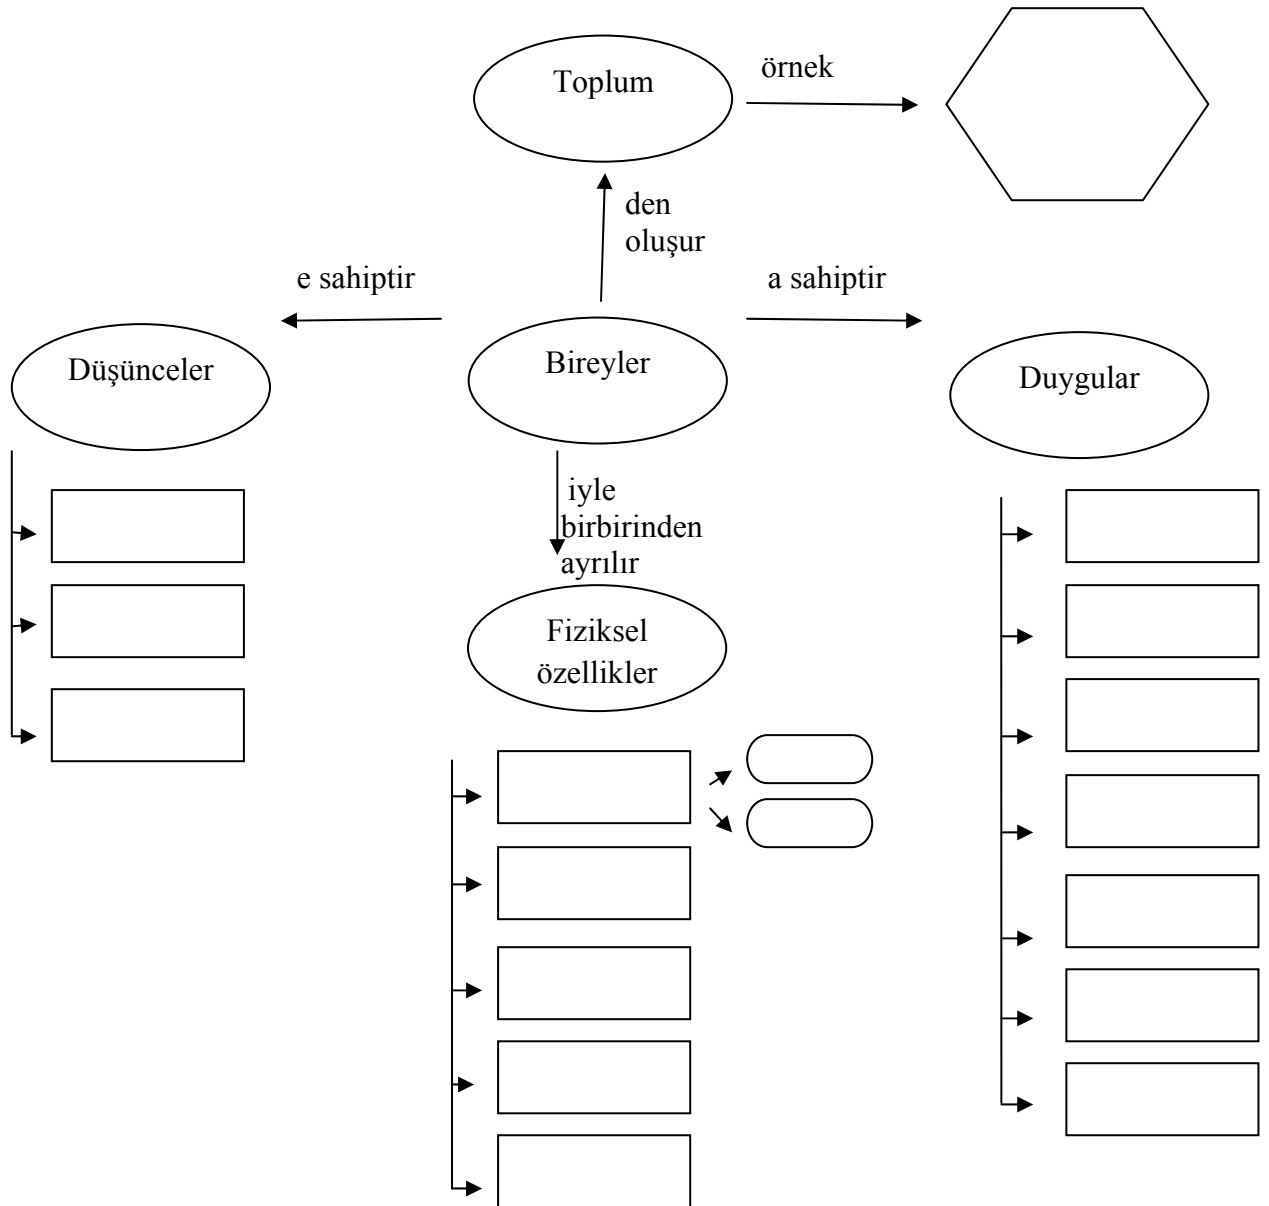 Toplum
örnek
den
oluşur
e sahiptir
a sahiptir
Düşünceler
Bireyler
Duygular
iyle
birbirinden
ayrılır
Fiziksel
özellikler